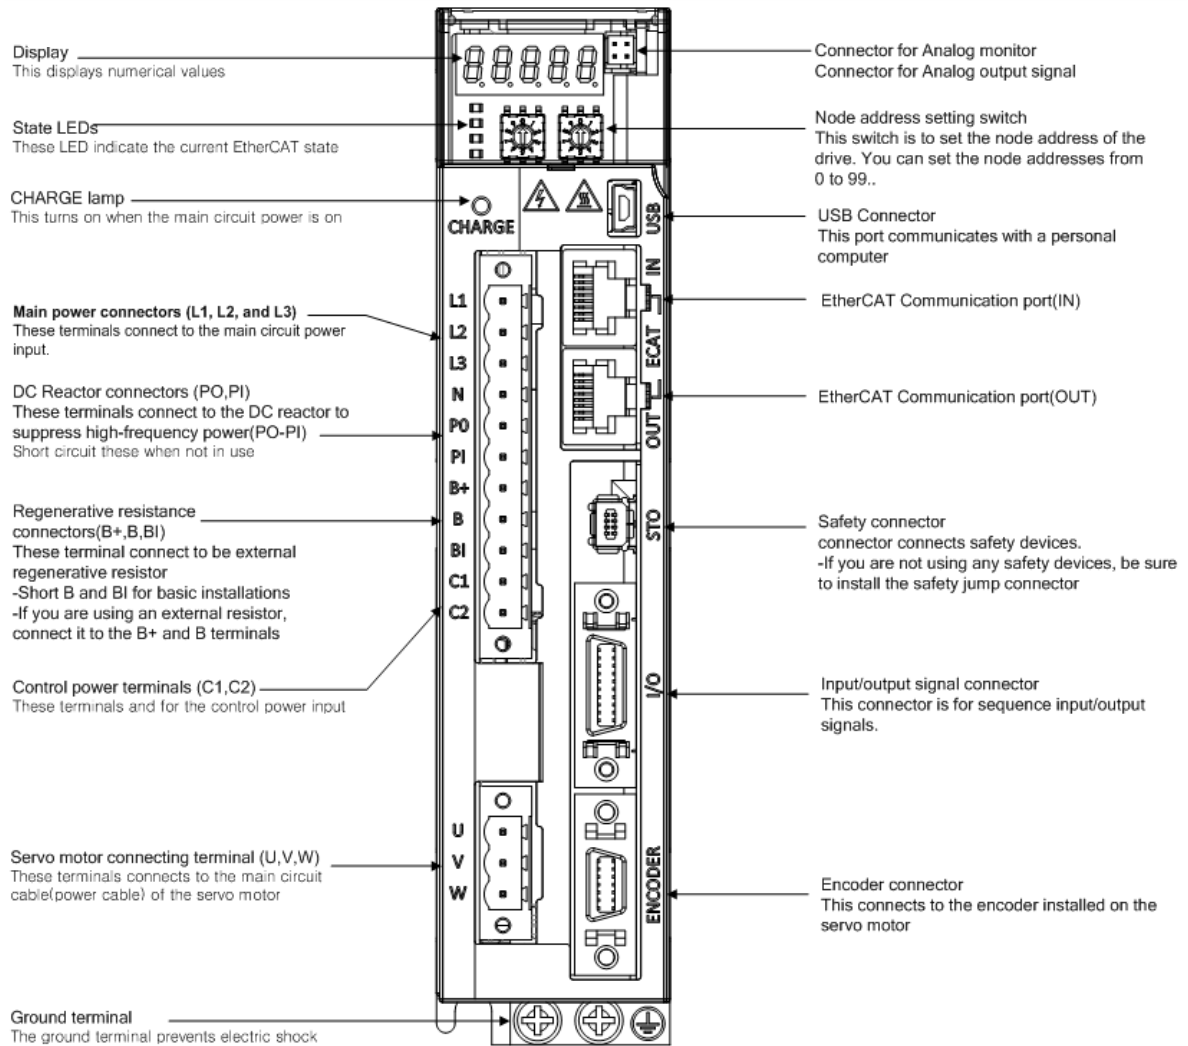 Display
This displays numerical values
State LEDs
These LED indicate the current EtherCAT state
CHARGE lamp
This turns on when the main circuit power is on
Main power connectors (L1, L2, and L3)
These terminals connect to the main circuit power
input.
DC Reactor connectors (PO,PI)
These terminals connect to the DC reactor to
suppress high-frequency power(PO-PI)
Short circuit these when not in use
Regenerative resistance
connectors(B+,B,BI)
These terminal connect to be external
regenerative resistor
-Short B and BI for basic installations
-If you are using an external resistor,
connect it to the B+ and B terminals
Control power terminals (C1,C2)
These terminals and for the control power input
Servo motor connecting terminal (U,V,W)
These terminals connects to the main circuit
cable(power cable) of the servo motor
Ground terminal
The ground terminal prevents electric shock
8.8.8.8.8.
CHARGE
L1
L2
L3
N
PO
PI
B+
B
BI
C1
C2
U
V
W
USB
IN
ECAT
OUT
STO
I/O
ENCODER
Connector for Analog monitor
Connector for Analog output signal
Node address setting switch
This switch is to set the node address of the
drive. You can set the node addresses from
0 to 99..
USB Connector
This port communicates with a personal
computer
EtherCAT Communication port(IN)
EtherCAT Communication port(OUT)
Safety connector
connector connects safety devices.
-If you are not using any safety devices, be sure
to install the safety jump connector
Input/output signal connector
This connector is for sequence input/output
signals.
Encoder connector
This connects to the encoder installed on the
servo motor